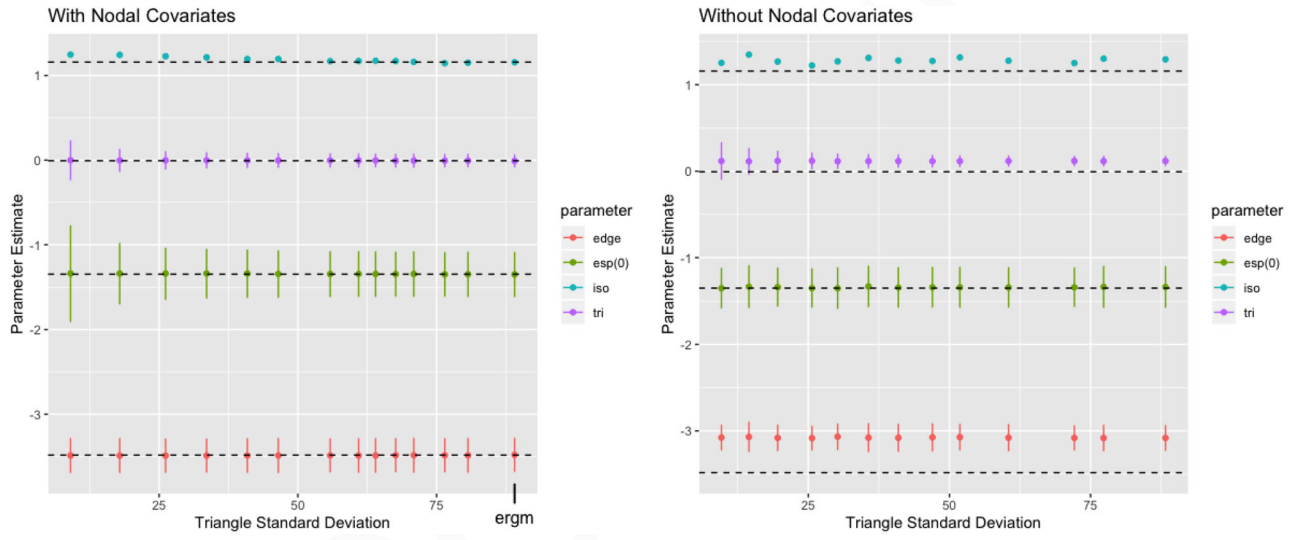 With Nodal Covariates
Parameter Estimate
1
0
-1
-2
-3
25
50
75
Triangle Standard Deviation
ergm
parameter
edge
esp(0)
iso
tri
Without Nodal Covariates
Parameter Estimate
1
0
-1
-2
-3
25
50
75
Triangle Standard Deviation
parameter
edge
esp(0)
iso
tri